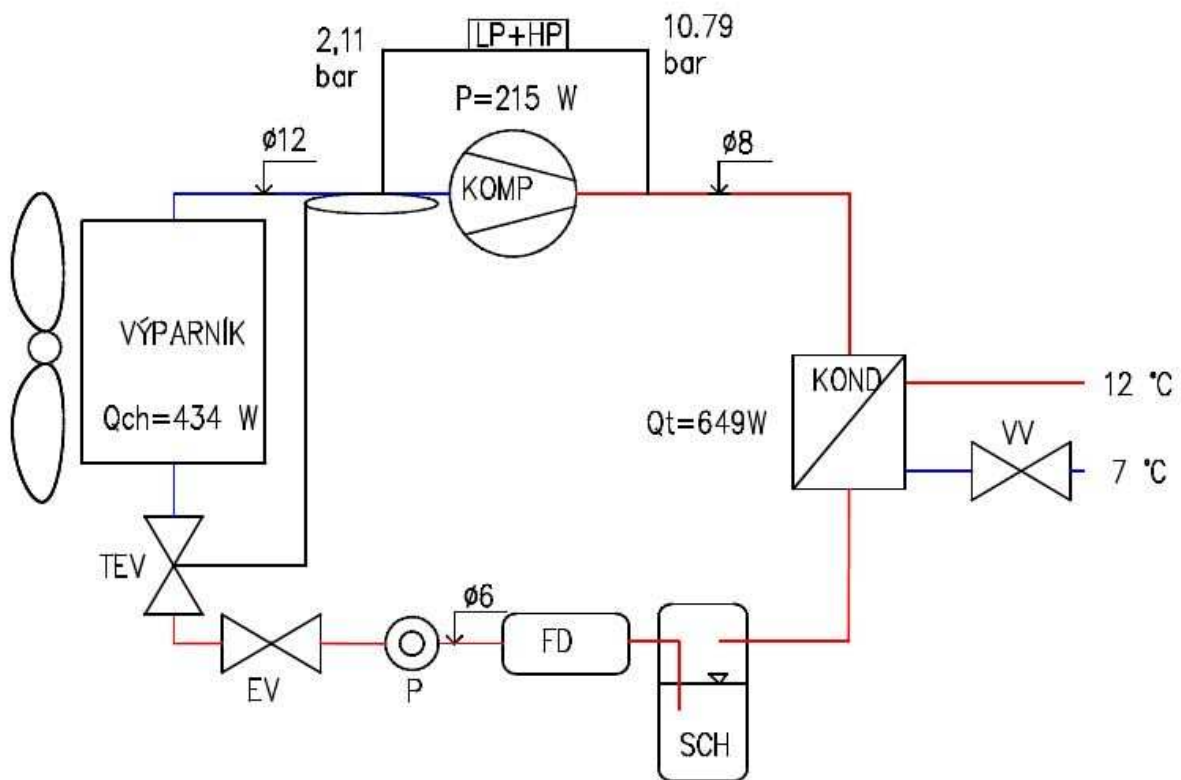 2,11
bar
LP+HP
10.79
bar
P=215 W
ø12
ø8
KOMP
VÝPARNÍK
Qch=434 W
KOND
Qt=649W
12 °C
VV
7 °C
TEV
EV
P
ø6
FD
SCH